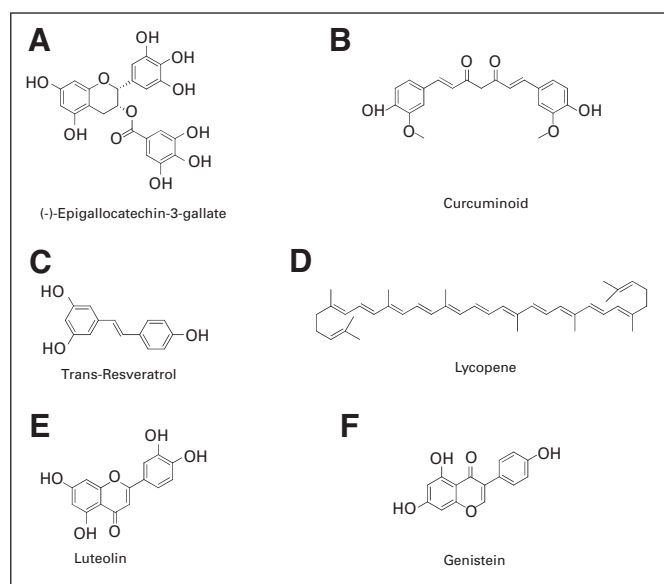 A
OH
OH
HO
O
OH
O
OH
O
OH
OH
OH
(-)-Epigallocatechin-3-gallate
B
O
O
OH
O
OH
O
Curcuminoid
C
HO
HO
OH
Trans-Resveratrol
D
Lycopene
E
OH
OH
HO
O
OH
O
Luteolin
F
OH
O
OH
HO
O
Genistein